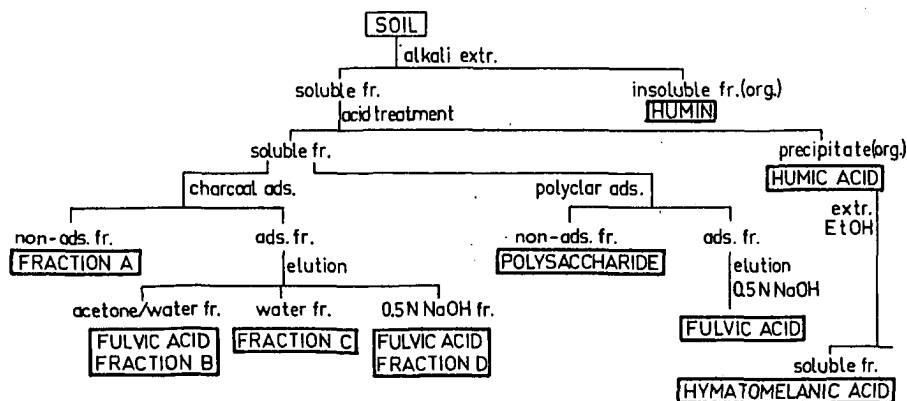 SOIL
alkali extr.
soluble fr.
insoluble fr.(org.)
HUMIN
acid treatment
soluble fr.
precipitate(org.)
HUMIC ACID
charcoal ads.
polyclar ads.
extr.
EtOH
non-ads. fr.
FRACTION A
ads. fr.
elution
non-ads. fr.
POLYSACCHARIDE
ads. fr.
elution
0.5 N NaOH
FULVIC ACID
acetone/water fr.
FULVIC ACID
FRACTION B
water fr.
FRACTION C
0.5 N NaOH fr.
FULVIC ACID
FRACTION D
soluble fr.
HYMATOMELANIC ACID